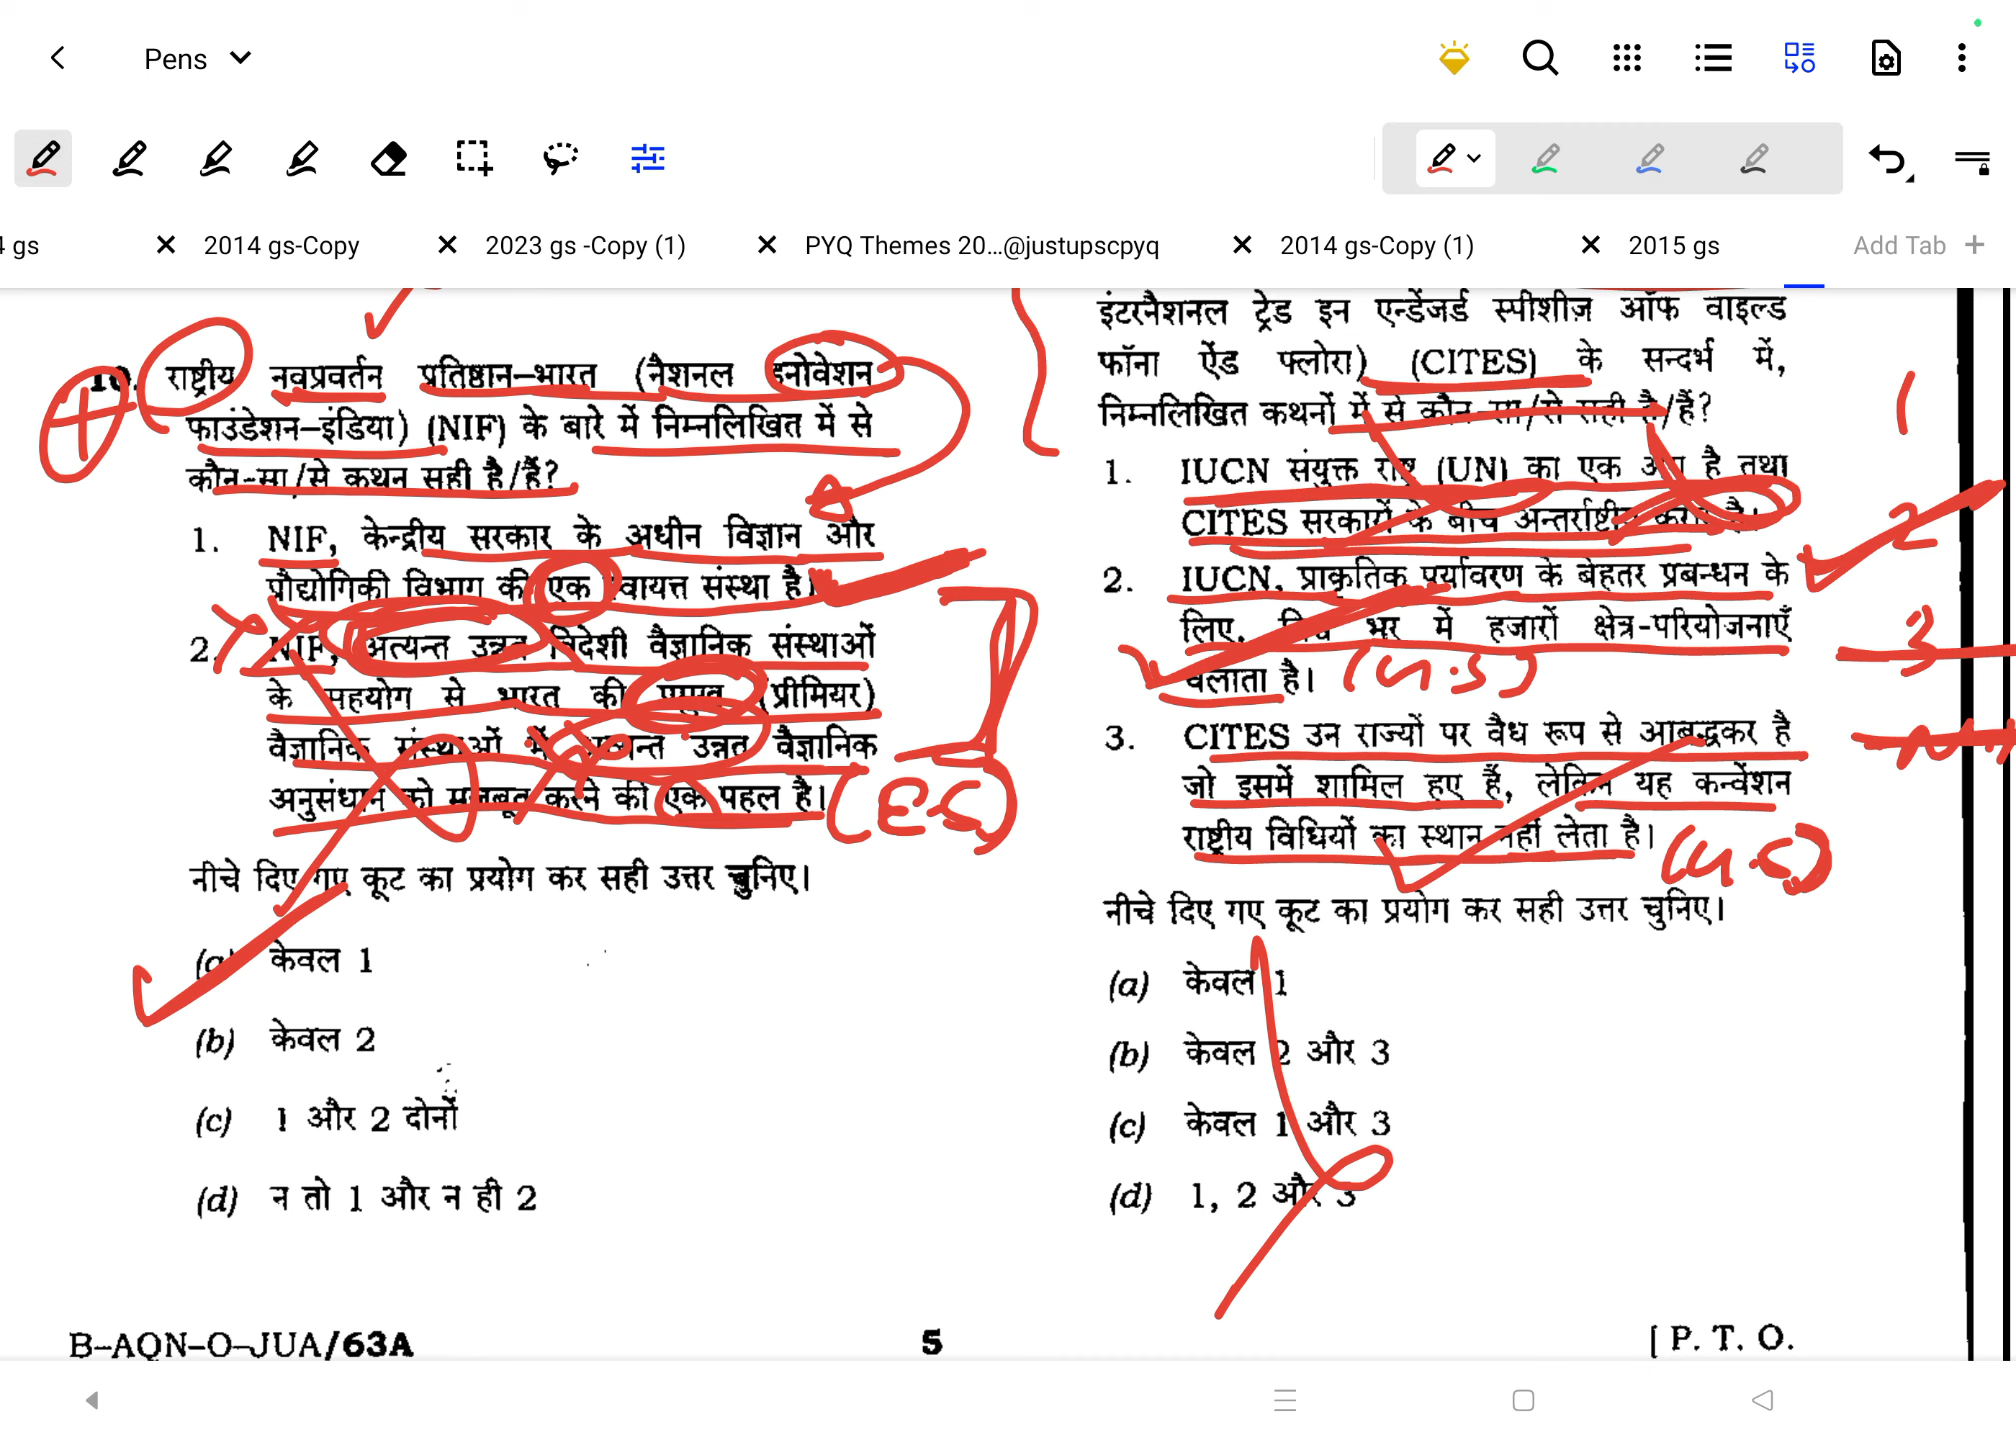 Pens
4 gs
2014 gs-Copy
2023 gs -Copy (1)
PYQ Themes 20...@justupscpyq
2014 gs-Copy (1)
2015 gs
Add Tab +
10. राष्ट्रीय नवप्रवर्तन प्रतिष्ठान–भारत (नैशनल इनोवेशन
फाउंडेशन–इंडिया) (NIF) के बारे में निम्नलिखित में से
कौन-सा/से कथन सही है/हैं?
1. NIF, केन्द्रीय सरकार के अधीन विज्ञान और
प्रौद्योगिकी विभाग की एक स्वायत्त संस्था है।
2. NIF, अत्यन्त उन्नत विदेशी वैज्ञानिक संस्थाओं
के सहयोग से भारत की प्रमुख (प्रीमियर)
वैज्ञानिक संस्थाओं में अत्यन्त उन्नत वैज्ञानिक
अनुसंधान को मजबूत करने की एक पहल है।
(E.S)
नीचे दिए गए कूट का प्रयोग कर सही उत्तर चुनिए।
(a) केवल 1
(b) केवल 2
(c) 1 और 2 दोनों
(d) न तो 1 और न ही 2
इंटरनैशनल ट्रेड इन एन्डेंजर्ड स्पीशीज़ ऑफ वाइल्ड
फॉना ऐंड फ्लोरा) (CITES) के सन्दर्भ में,
निम्नलिखित कथनों में से कौन-सा/से सही है/हैं?
1. IUCN संयुक्त राष्ट्र (UN) का एक अंग है तथा
CITES सरकारों के बीच अन्तर्राष्ट्रीय करार है।
2. IUCN, प्राकृतिक पर्यावरण के बेहतर प्रबन्धन के
लिए, विश्व भर में हजारों क्षेत्र-परियोजनाएँ
चलाता है। (U.S)
3. CITES उन राज्यों पर वैध रूप से आबद्धकर है
जो इसमें शामिल हुए हैं, लेकिन यह कन्वेंशन
राष्ट्रीय विधियों का स्थान नहीं लेता है। (U.S)
नीचे दिए गए कूट का प्रयोग कर सही उत्तर चुनिए।
(a) केवल 1
(b) केवल 2 और 3
(c) केवल 1 और 3
(d) 1, 2 और 3
1
2
3
B–AQN–O–JUA/63A
5
[ P. T. O.